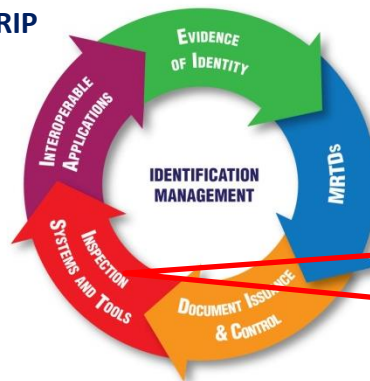 RIP
EVIDENCE
OF IDENTITY
MRTDS
DOCUMENT ISSUANCE
& CONTROL
INSPECTION
SYSTEMS AND TOOLS
INTEROPERABLE
APPLICATIONS
IDENTIFICATION
MANAGEMENT